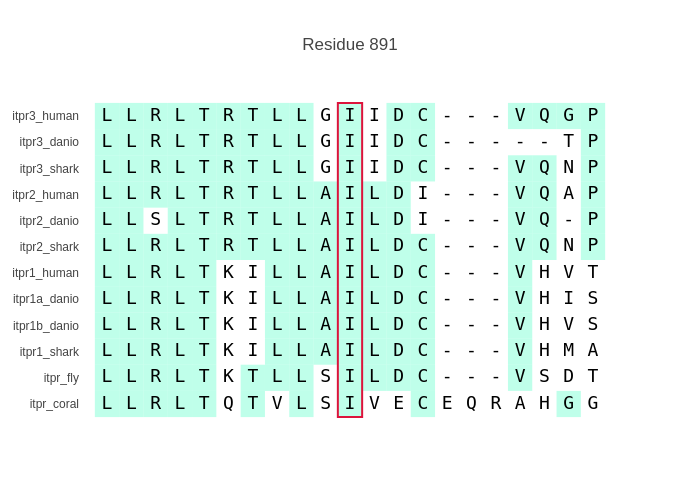 Residue 891
itpr3_human L L R L T R T L L G I I D C - - - V Q G P
itpr3_danio L L R L T R T L L G I I D C - - - - - T P
itpr3_shark L L R L T R T L L G I I D C - - - V Q N P
itpr2_human L L R L T R T L L A I L D I - - - V Q A P
itpr2_danio L L S L T R T L L A I L D I - - - V Q - P
itpr2_shark L L R L T R T L L A I L D C - - - V Q N P
itpr1_human L L R L T K I L L A I L D C - - - V H V T
itpr1a_danio L L R L T K I L L A I L D C - - - V H I S
itpr1b_danio L L R L T K I L L A I L D C - - - V H V S
itpr1_shark L L R L T K I L L A I L D C - - - V H M A
itpr_fly L L R L T K T L L S I L D C - - - V S D T
itpr_coral L L R L T Q T V L S I V E C E Q R A H G G